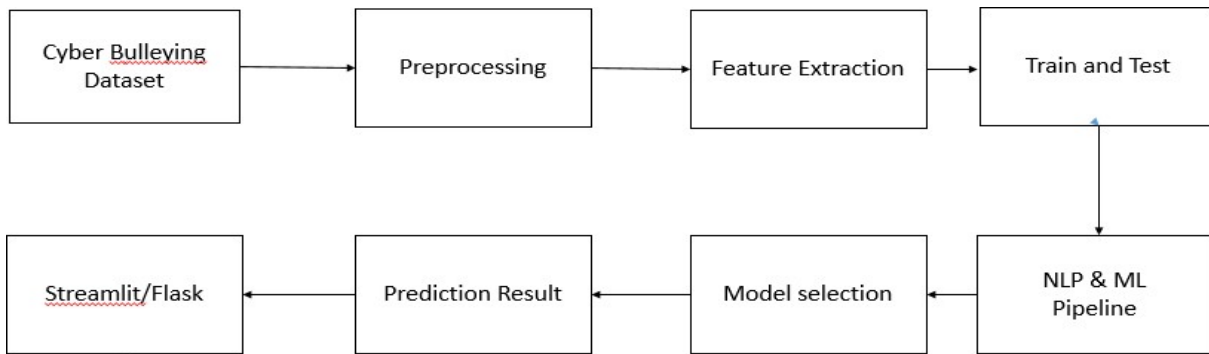 Cyber Bulleying
Dataset
Preprocessing
Feature Extraction
Train and Test
Streamlit/Flask
Prediction Result
Model selection
NLP & ML
Pipeline